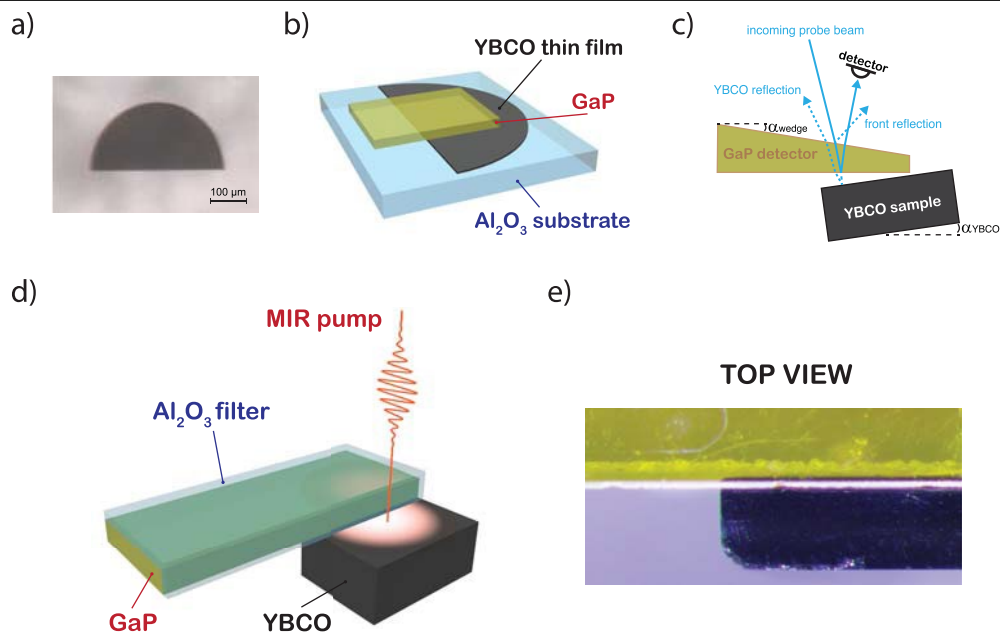 a)
100 μm
b)
YBCO thin film
GaP
Al2O3 substrate
c)
incoming probe beam
detector
YBCO reflection
front reflection
αwedge
GaP detector
YBCO sample
αYBCO
d)
MIR pump
Al2O3 filter
GaP
YBCO
e)
TOP VIEW